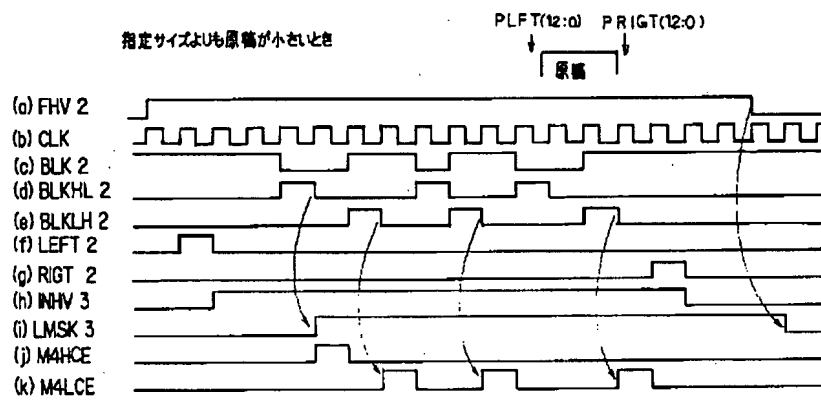 指定サイズよりも原稿が小さいとき
PLFT(12:0) PRIGT(12:0)
原稿
(a) FHV 2
(b) CLK
(c) BLK 2
(d) BLKHL 2
(e) BLKLH 2
(f) LEFT 2
(g) RIGT 2
(h) INHV 3
(i) LMSK 3
(j) M4HCE
(k) M4LCE